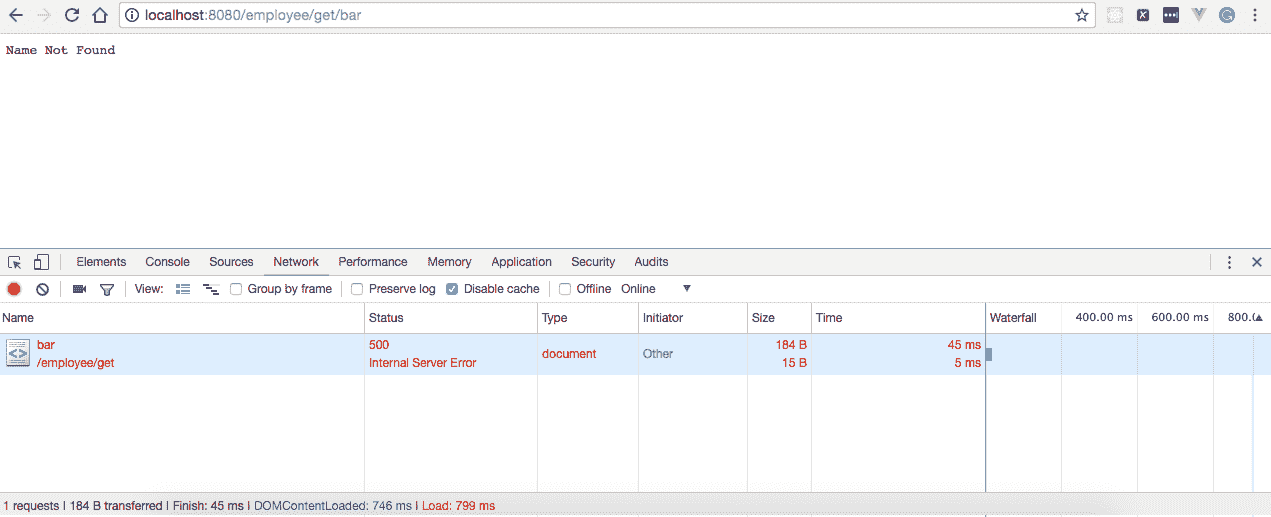 localhost:8080/employee/get/bar
Name Not Found
Elements Console Sources Network Performance Memory Application Security Audits
View: Group by frame Preserve log Disable cache Offline Online
Name Status Type Initiator Size Time Waterfall 400.00 ms 600.00 ms 800.0
bar 500 document Other 184 B 45 ms
/employee/get Internal Server Error 15 B 5 ms
1 requests | 184 B transferred | Finish: 45 ms | DOMContentLoaded: 746 ms | Load: 799 ms